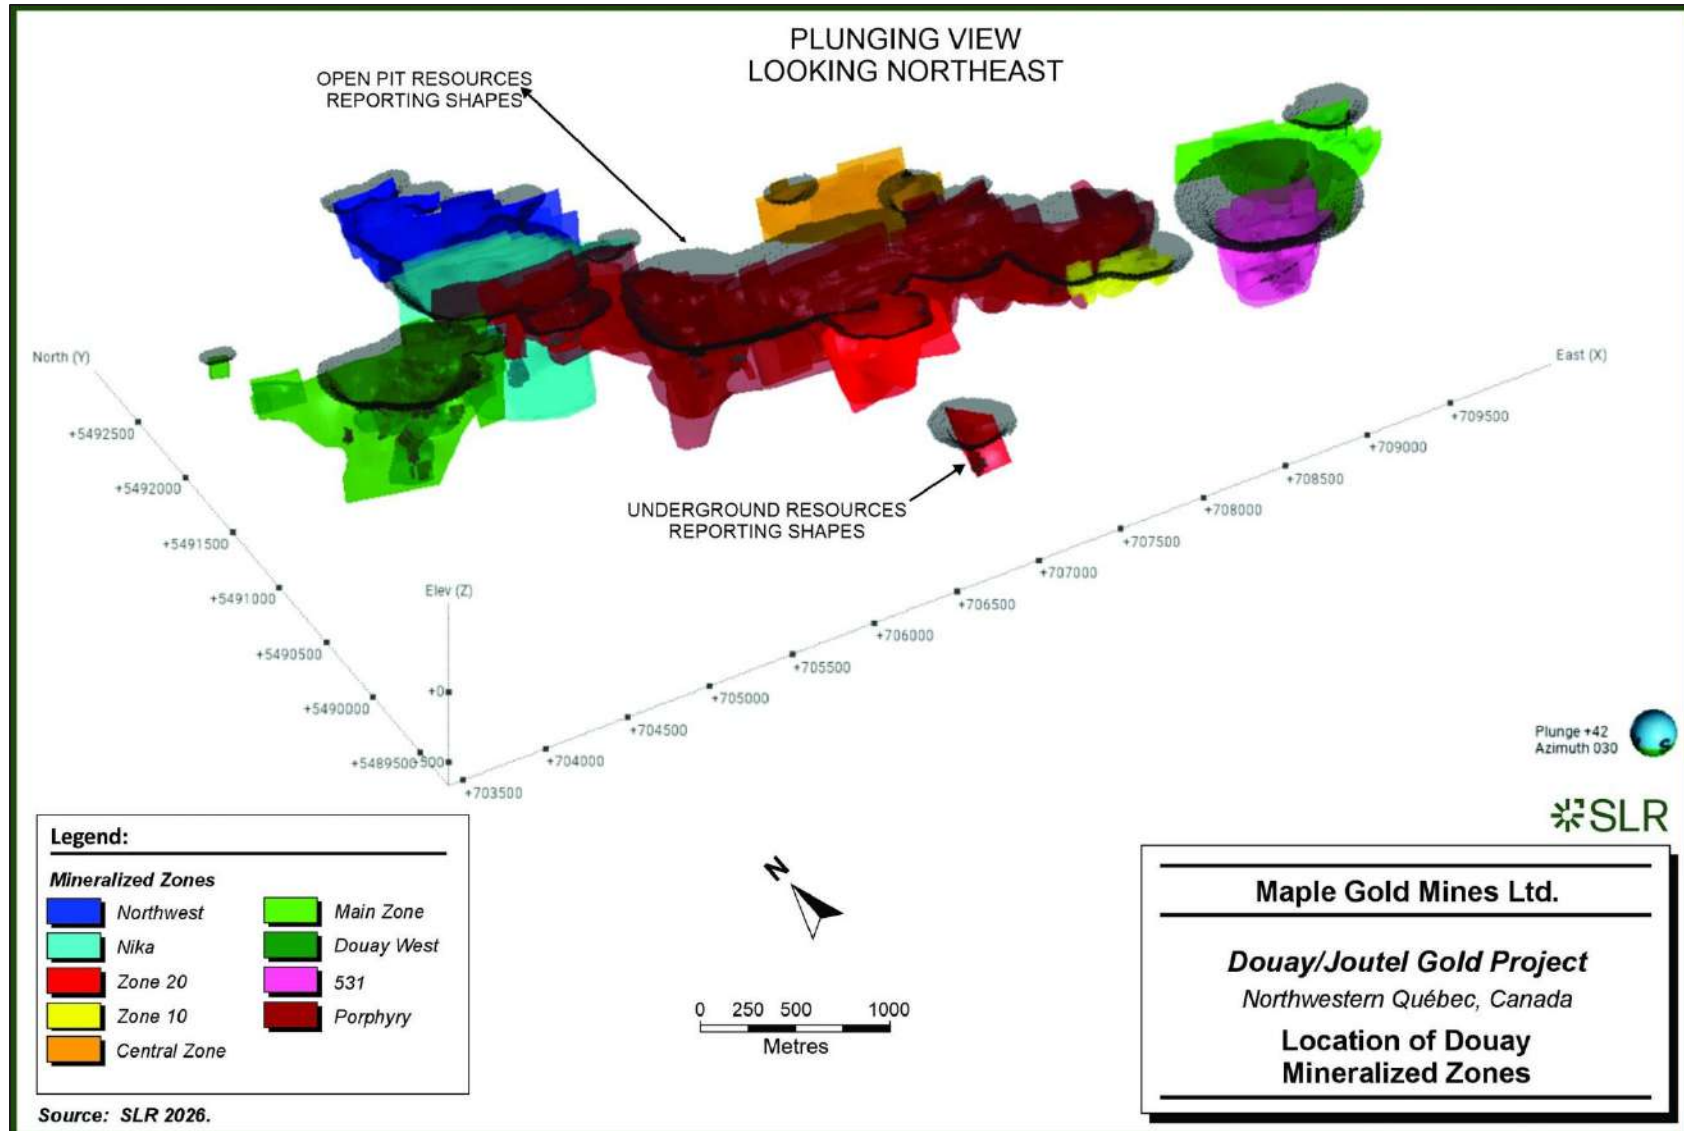 PLUNGING VIEW
LOOKING NORTHEAST
OPEN PIT RESOURCES
REPORTING SHAPES
North (Y)
East (X)
+5492500
+5492000
+5491500
+5491000
+5490500
+5490000
+5489500
Elev (Z)
+0
+703500
+704000
+704500
+705000
+705500
+706000
+706500
+707000
+707500
+708000
+708500
+709000
+709500
UNDERGROUND RESOURCES
REPORTING SHAPES
Plunge +42
Azimuth 030
SLR
Legend:
Mineralized Zones
Northwest
Nika
Zone 20
Zone 10
Central Zone
Main Zone
Douay West
531
Porphyry
Source: SLR 2026.
N
0 250 500 1000
Metres
Maple Gold Mines Ltd.
Douay/Joutel Gold Project
Northwestern Québec, Canada
Location of Douay
Mineralized Zones